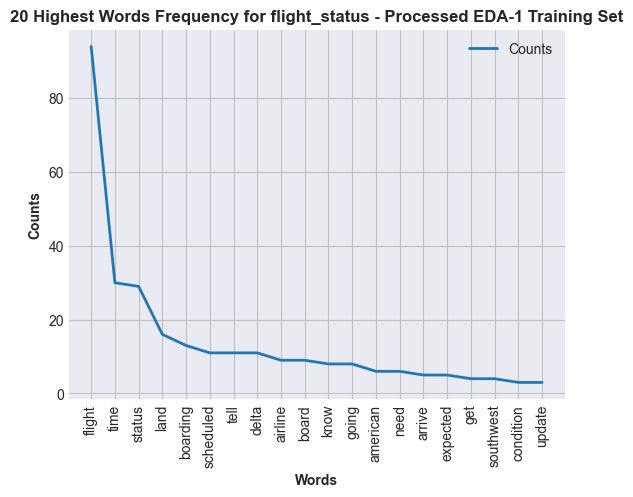 20 Highest Words Frequency for flight_status - Processed EDA-1 Training Set
Counts
Counts
80
60
40
20
0
flight
time
status
land
boarding
scheduled
tell
delta
airline
board
know
going
american
need
arrive
expected
get
southwest
condition
update
Words